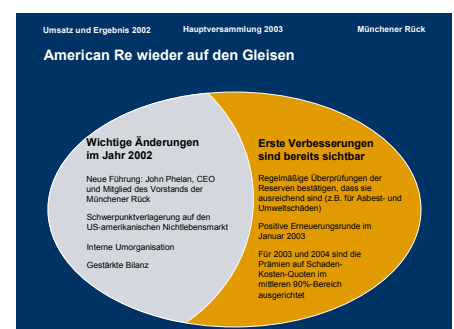 Umsatz und Ergebnis 2002
Hauptversammlung 2003
Münchener Rück
American Re wieder auf den Gleisen
Wichtige Änderungen
im Jahr 2002
Neue Führung: John Phelan, CEO
und Mitglied des Vorstands der
Münchener Rück
Schwerpunktverlagerung auf den
US-amerikanischen Nichtlebensmarkt
Interne Umorganisation
Gestärkte Bilanz
Erste Verbesserungen
sind bereits sichtbar
Regelmäßige Überprüfungen der
Reserven bestätigen, dass sie
ausreichend sind (z.B. für Asbest- und
Umweltschäden)
Positive Erneuerungsrunde im
Januar 2003
Für 2003 und 2004 sind die
Prämien auf Schaden-
Kosten-Quoten im
mittleren 90%-Bereich
ausgerichtet